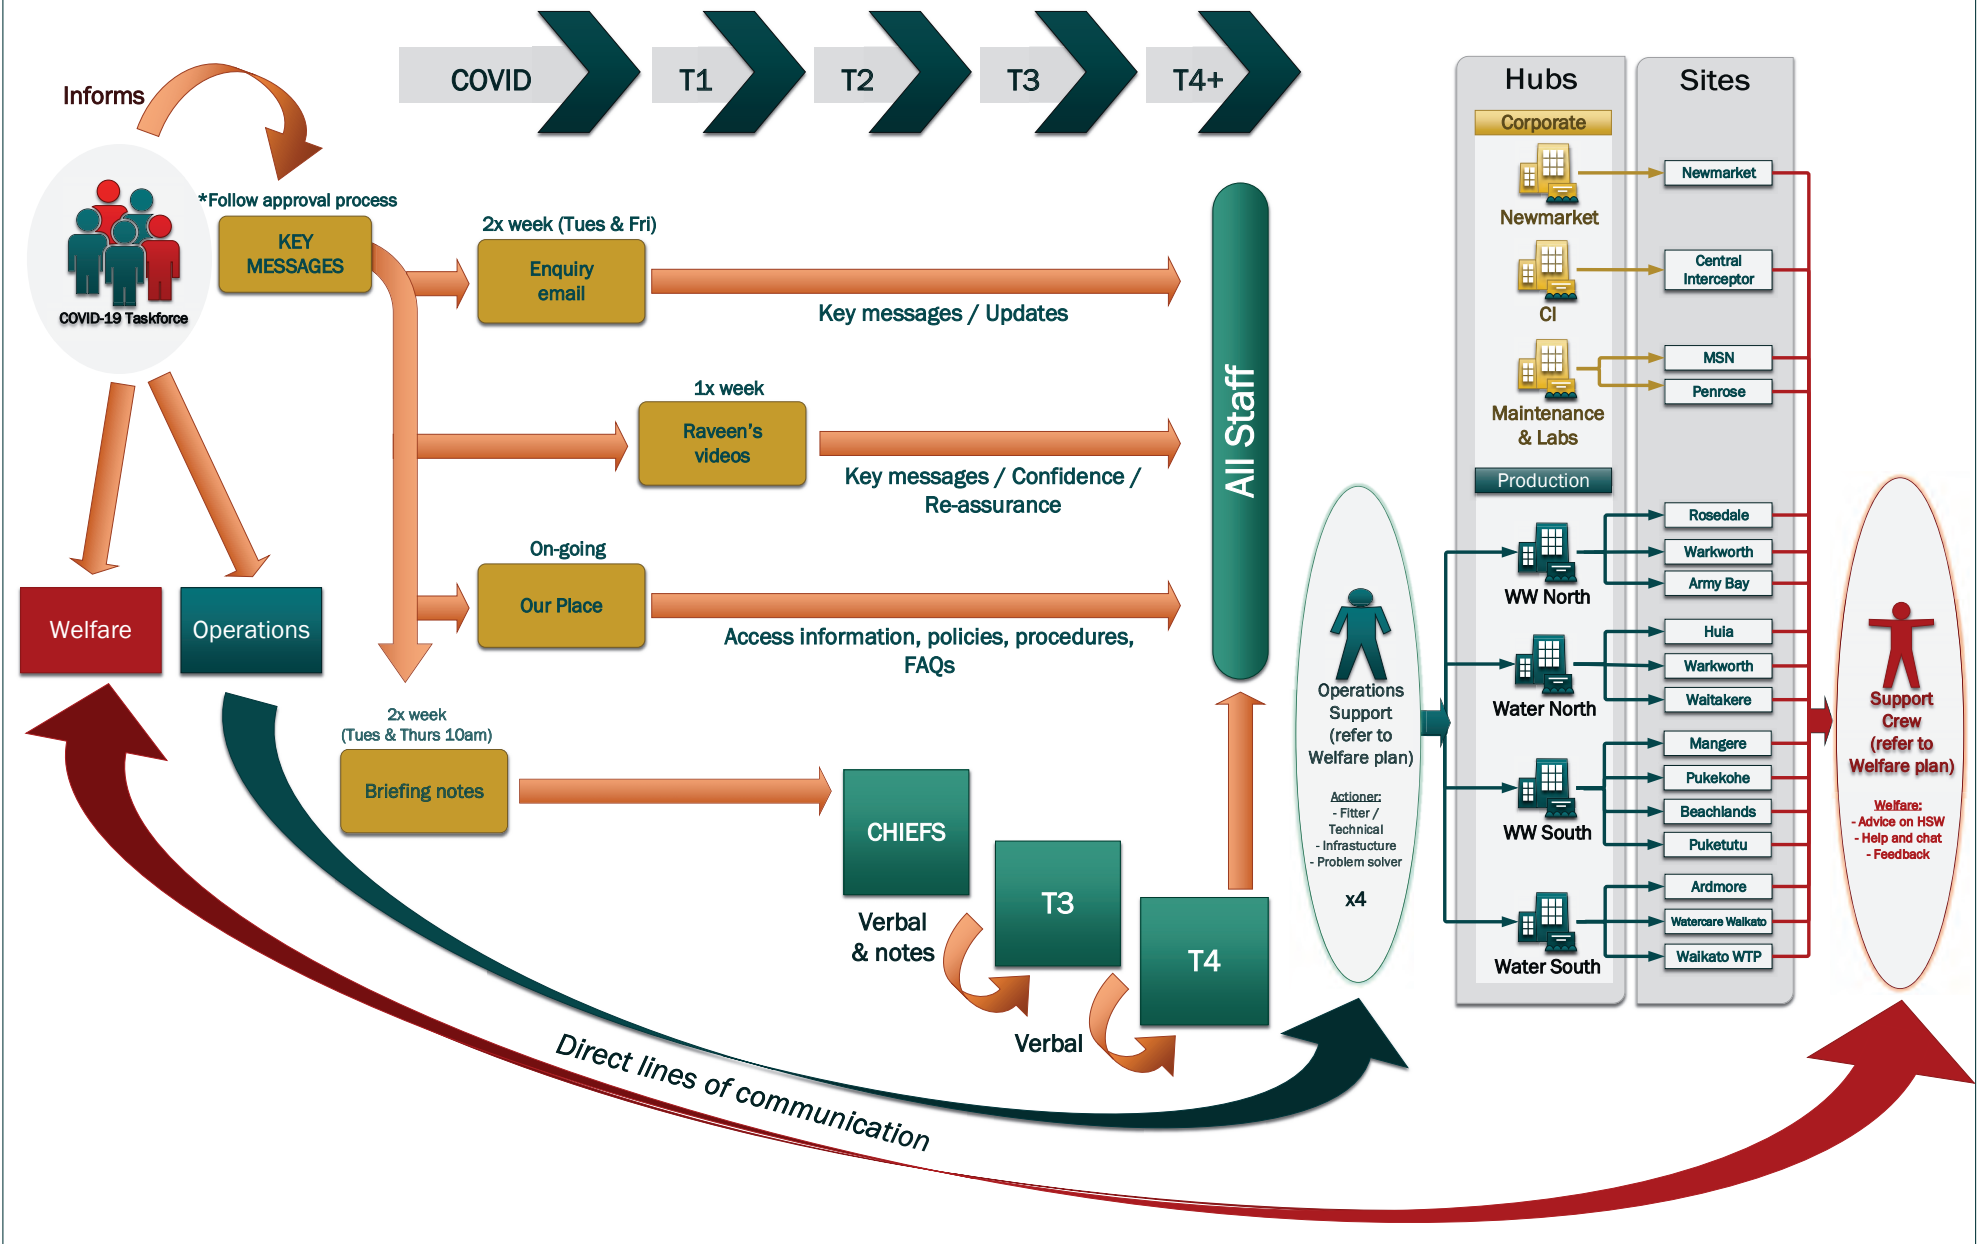 COVID
T1
T2
T3
T4+
Informs
COVID-19 Taskforce
*Follow approval process
KEY
MESSAGES
2x week (Tues & Fri)
Enquiry
email
Key messages / Updates
1x week
Raveen's
videos
Key messages / Confidence /
Re-assurance
On-going
Our Place
Access information, policies, procedures,
FAQs
All Staff
Welfare
Operations
2x week
(Tues & Thurs 10am)
Briefing notes
CHIEFS
Verbal
& notes
T3
Verbal
T4
Direct lines of communication
Operations
Support
(refer to
Welfare plan)
Actioner:
- Fitter /
Technical
- Infrastucture
- Problem solver
x4
Hubs
Corporate
Newmarket
CI
Maintenance
& Labs
Production
WW North
Water North
WW South
Water South
Sites
Newmarket
Central
Interceptor
MSN
Penrose
Rosedale
Warkworth
Army Bay
Huia
Warkworth
Waitakere
Mangere
Pukekohe
Beachlands
Puketutu
Ardmore
Watercare Waikato
Waikato WTP
Support
Crew
(refer to
Welfare plan)
Welfare:
- Advice on HSW
- Help and chat
- Feedback